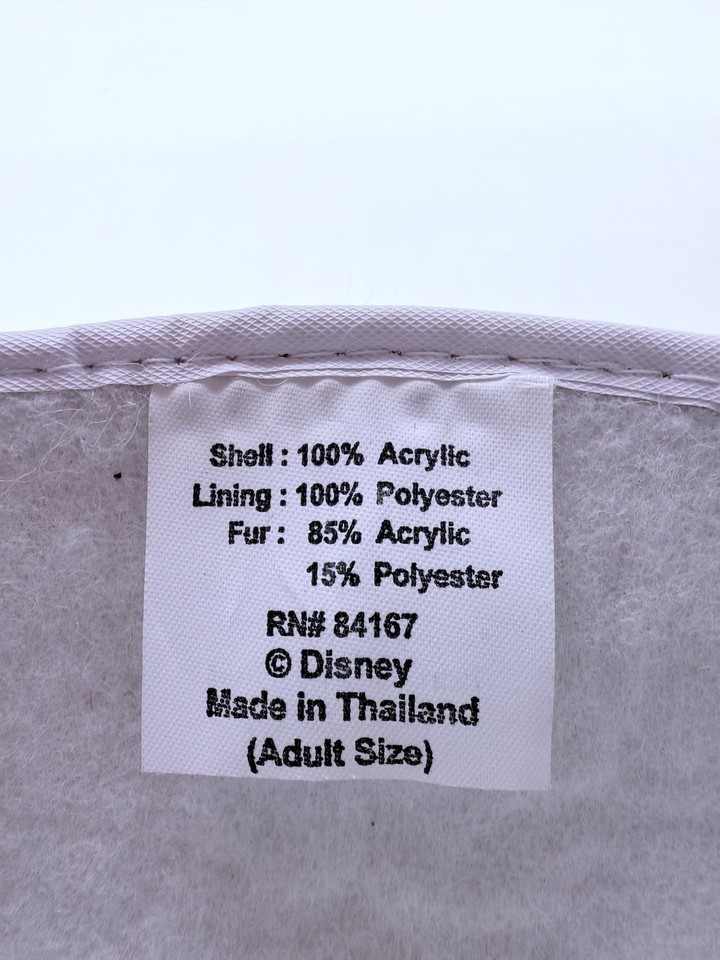 Shell : 100% Acrylic
Lining : 100% Polyester
Fur : 85% Acrylic
15% Polyester
RN# 84167
© Disney
Made in Thailand
(Adult Size)